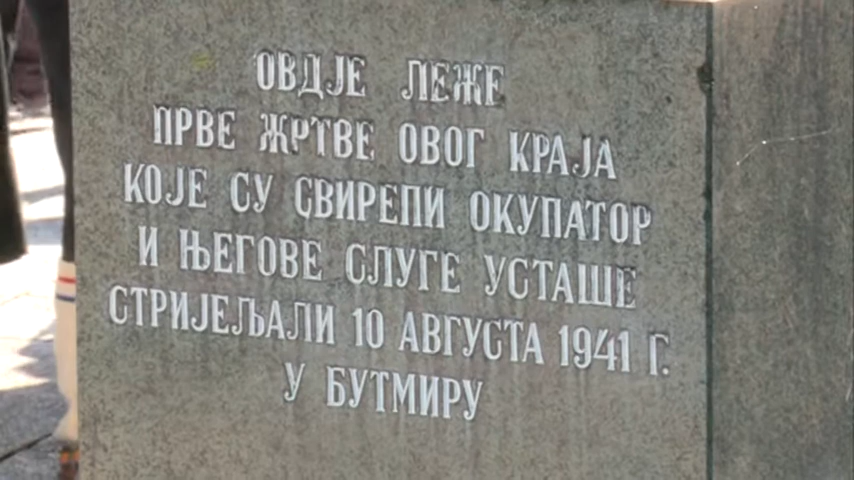 ОВДЈЕ ЛЕЖЕ
ПРВЕ ЖРТВЕ ОВОГ КРАЈА
КОЈЕ СУ СВИРЕПИ ОКУПАТОР
И ЊЕГОВЕ СЛУГЕ УСТАШЕ
СТРИЈЕЉАЛИ 10 АВГУСТА 1941 Г.
У БУТМИРУ